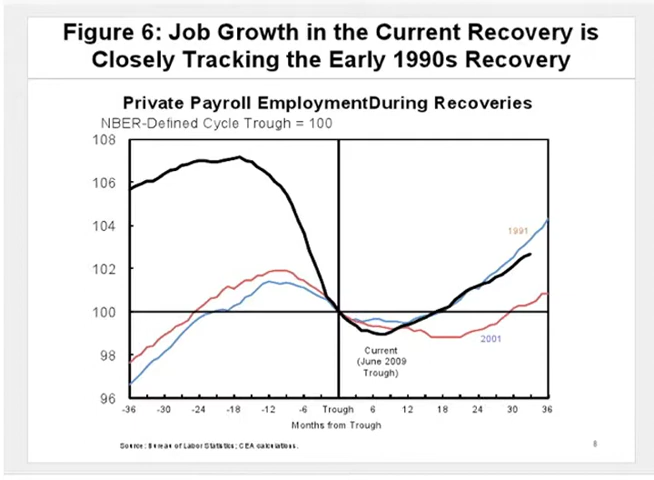 Figure 6: Job Growth in the Current Recovery is
Closely Tracking the Early 1990s Recovery
Private Payroll EmploymentDuring Recoveries
NBER-Defined Cycle Trough = 100
108
106
104
102
100
98
96
1991
2001
Current
(June 2009
Trough)
-36 -30 -24 -18 -12 -6 Trough 6 12 18 24 30 36
Months from Trough
Source: Bureau of Labor Statistics; CEA calculations.
8